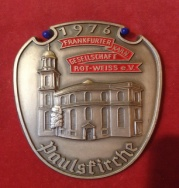 1976
FRANKFURTER KARN.
GESELLSCHAFT
ROT-WEISS e.V.
Paulskirche